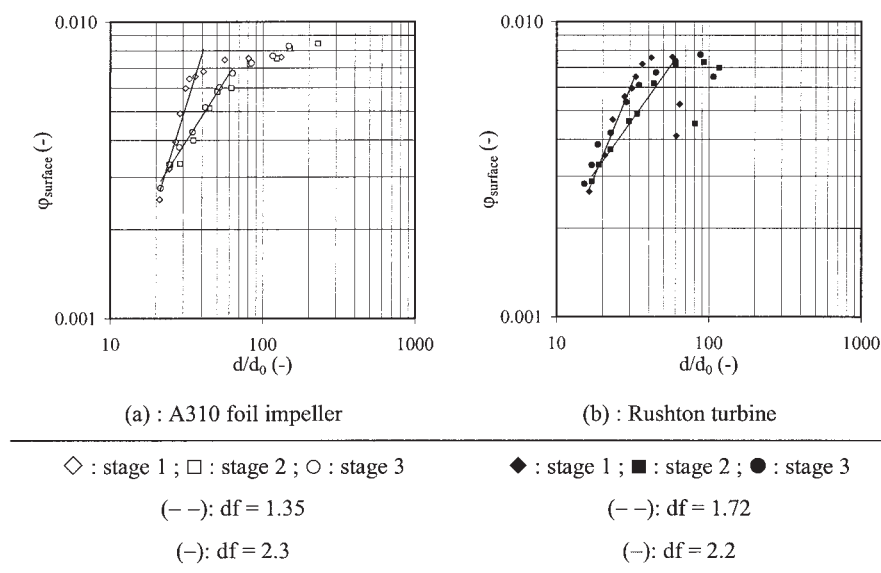 0.010
0.001
φsurface (-)
10
100
1000
d/d0 (-)
(a) : A310 foil impeller
0.010
0.001
φsurface (-)
10
100
1000
d/d0 (-)
(b) : Rushton turbine
◇ : stage 1 ; □ : stage 2 ; ○ : stage 3
(– –): df = 1.35
(–): df = 2.3
◆ : stage 1 ; ■ : stage 2 ; ● : stage 3
(– –): df = 1.72
(–): df = 2.2